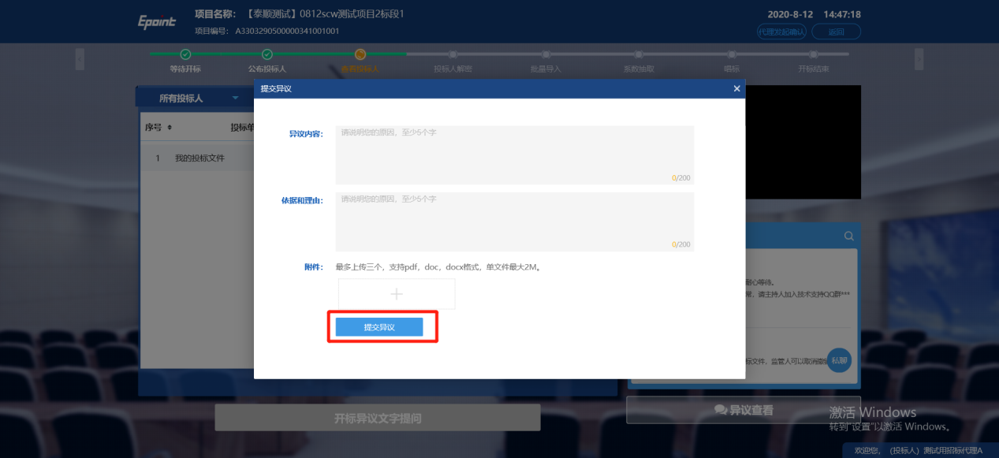 Epoint
项目名称： 【泰顺测试】0812scw测试项目2标段1
项目编号： A3303290500000341001001
2020-8-12 14:47:18
代理发起确认
返回
等待开标
公布投标人
查看投标人
投标人解密
批量导入
系数抽取
唱标
开标结束
所有投标人
序号
投标单
1 我的投标文件
提交异议
异议内容：
请说明您的原因，至少5个字
0/200
依据和理由：
请说明您的原因，至少5个字
0/200
附件：
最多上传三个，支持pdf，doc，docx格式，单文件最大2M。
提交异议
耐心等待。
常，请主持人加入技术支持QQ群***
标文件，监管人可以取消撤销
私聊
开标异议文字提问
异议查看
激活 Windows
转到"设置"以激活 Windows。
欢迎您，（投标人）测试用招标代理A